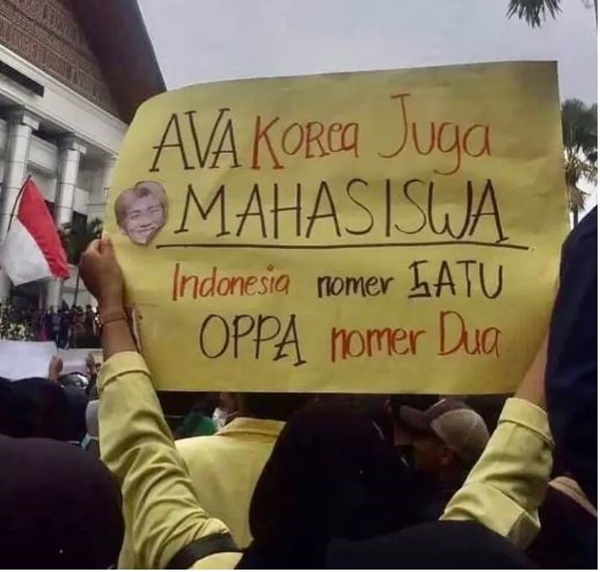 AVA KOREA Juga
MAHASISWA
Indonesia nomer SATU
OPPA nomer Dua